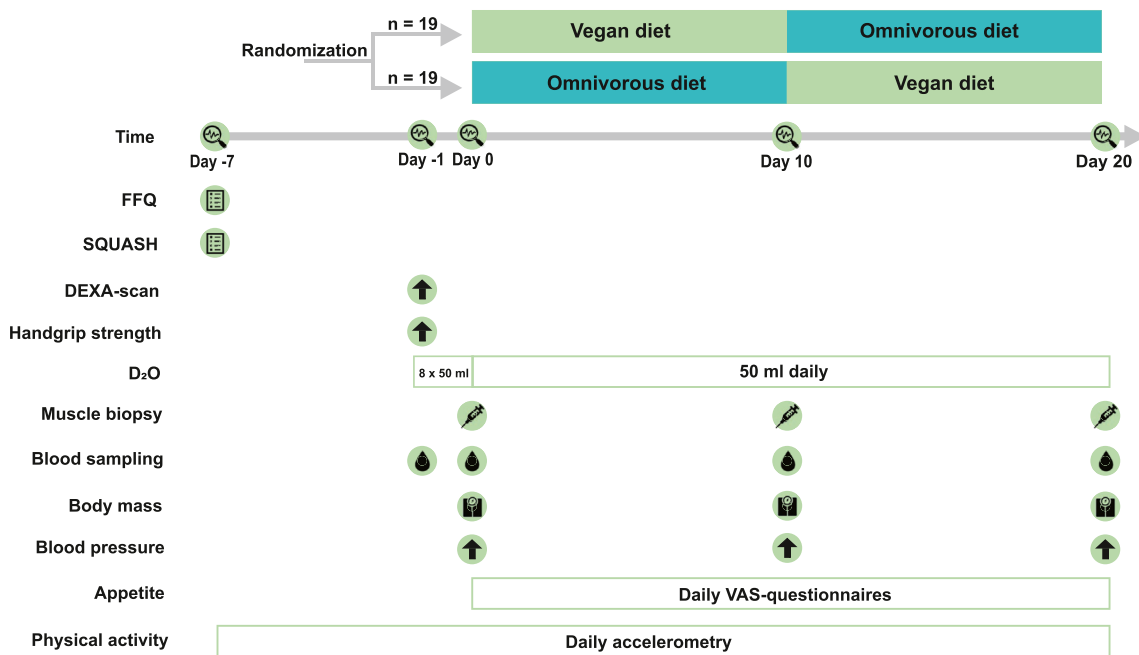 n = 19
Vegan diet
Omnivorous diet
Randomization
n = 19
Omnivorous diet
Vegan diet
Time
Day -7
Day -1
Day 0
Day 10
Day 20
FFQ
SQUASH
DEXA-scan
Handgrip strength
D₂O
8 x 50 ml
50 ml daily
Muscle biopsy
Blood sampling
Body mass
Blood pressure
Appetite
Daily VAS-questionnaires
Physical activity
Daily accelerometry